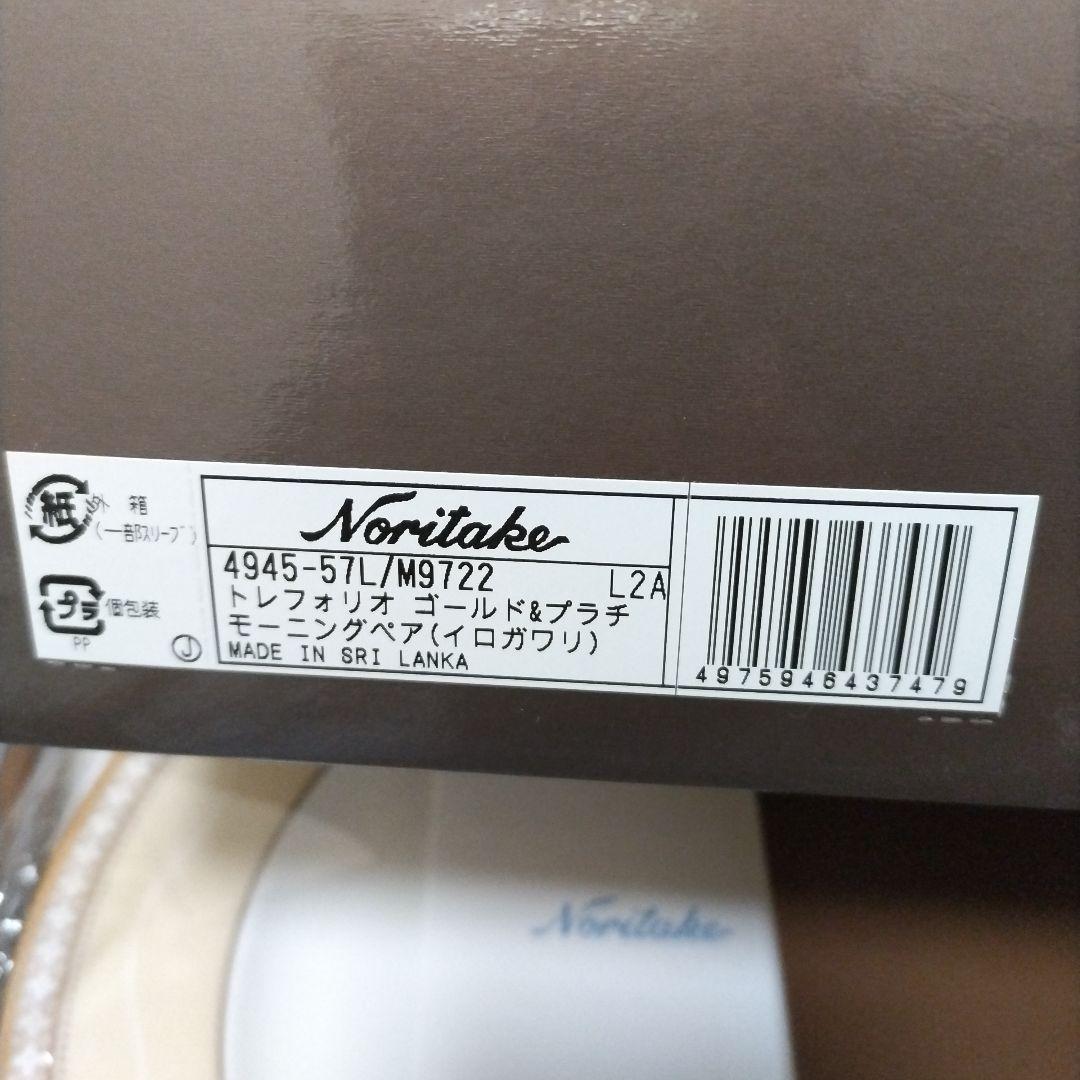 紙 外箱
(一部スリーブ)
プラ 個包装
PP
J
Noritake
4945-57L/M9722 L2A
トレフォリオ ゴールド&プラチ
モーニングペア(イロガワリ)
MADE IN SRI LANKA
4975946437479
Noritake